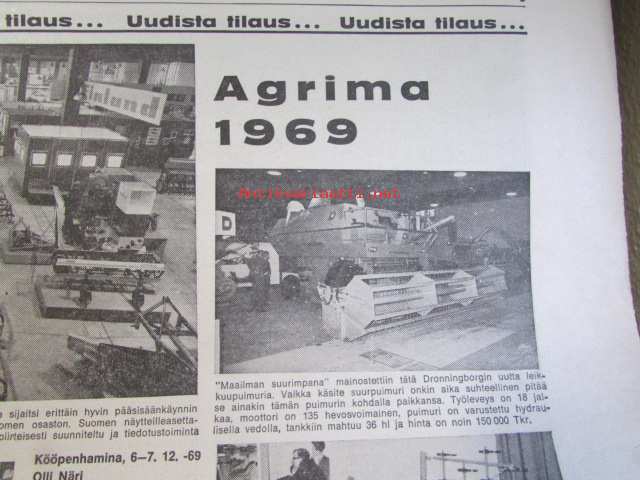 tilaus... Uudista tilaus... Uudista tilaus...
Agrima
1969
Antikvariaatti.net
D
"Maailman suurimpana" mainostettiin tätä Dronningborgin uutta leik-
kuupuimuria. Vaikka käsite suurpuimuri onkin aika suhteellinen pitää
se ainakin tämän puimurin kohdalla paikkansa. Työleveys on 18 jal-
kaa, moottori on 135 hevosvoimainen, puimuri on varustettu hydrau-
lisella vedolla, tankkiin mahtuu 36 hl ja hinta on noin 150 000 Tkr.
sijaitsi erittäin hyvin pääsisäänkäynnin
omen osaston. Suomen näytteilleasetta-
olirteisesti suunniteltu ja tiedotustoiminta
Kööpenhamina, 6—7. 12. -69
Olli Näri